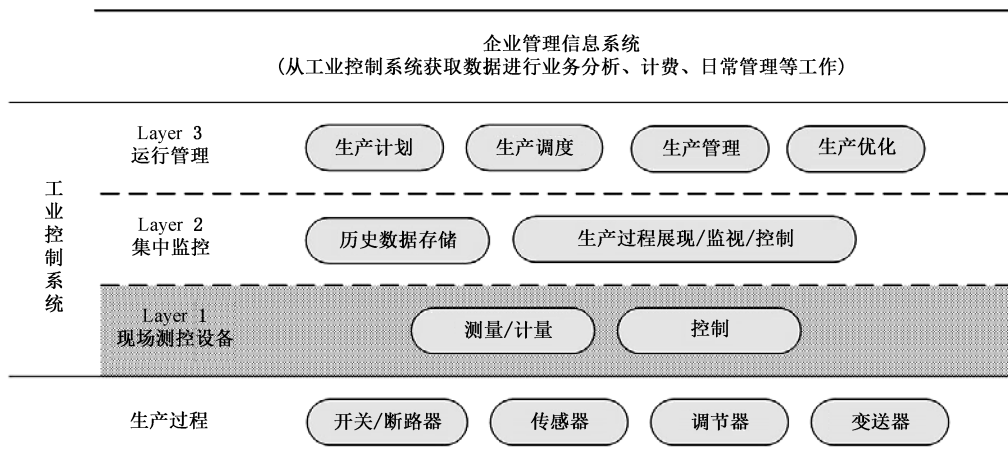 企业管理信息系统
(从工业控制系统获取数据进行业务分析、计费、日常管理等工作)
工业控制系统
Layer 3
运行管理
生产计划
生产调度
生产管理
生产优化
Layer 2
集中监控
历史数据存储
生产过程展现/监视/控制
Layer 1
现场测控设备
测量/计量
控制
生产过程
开关/断路器
传感器
调节器
变送器